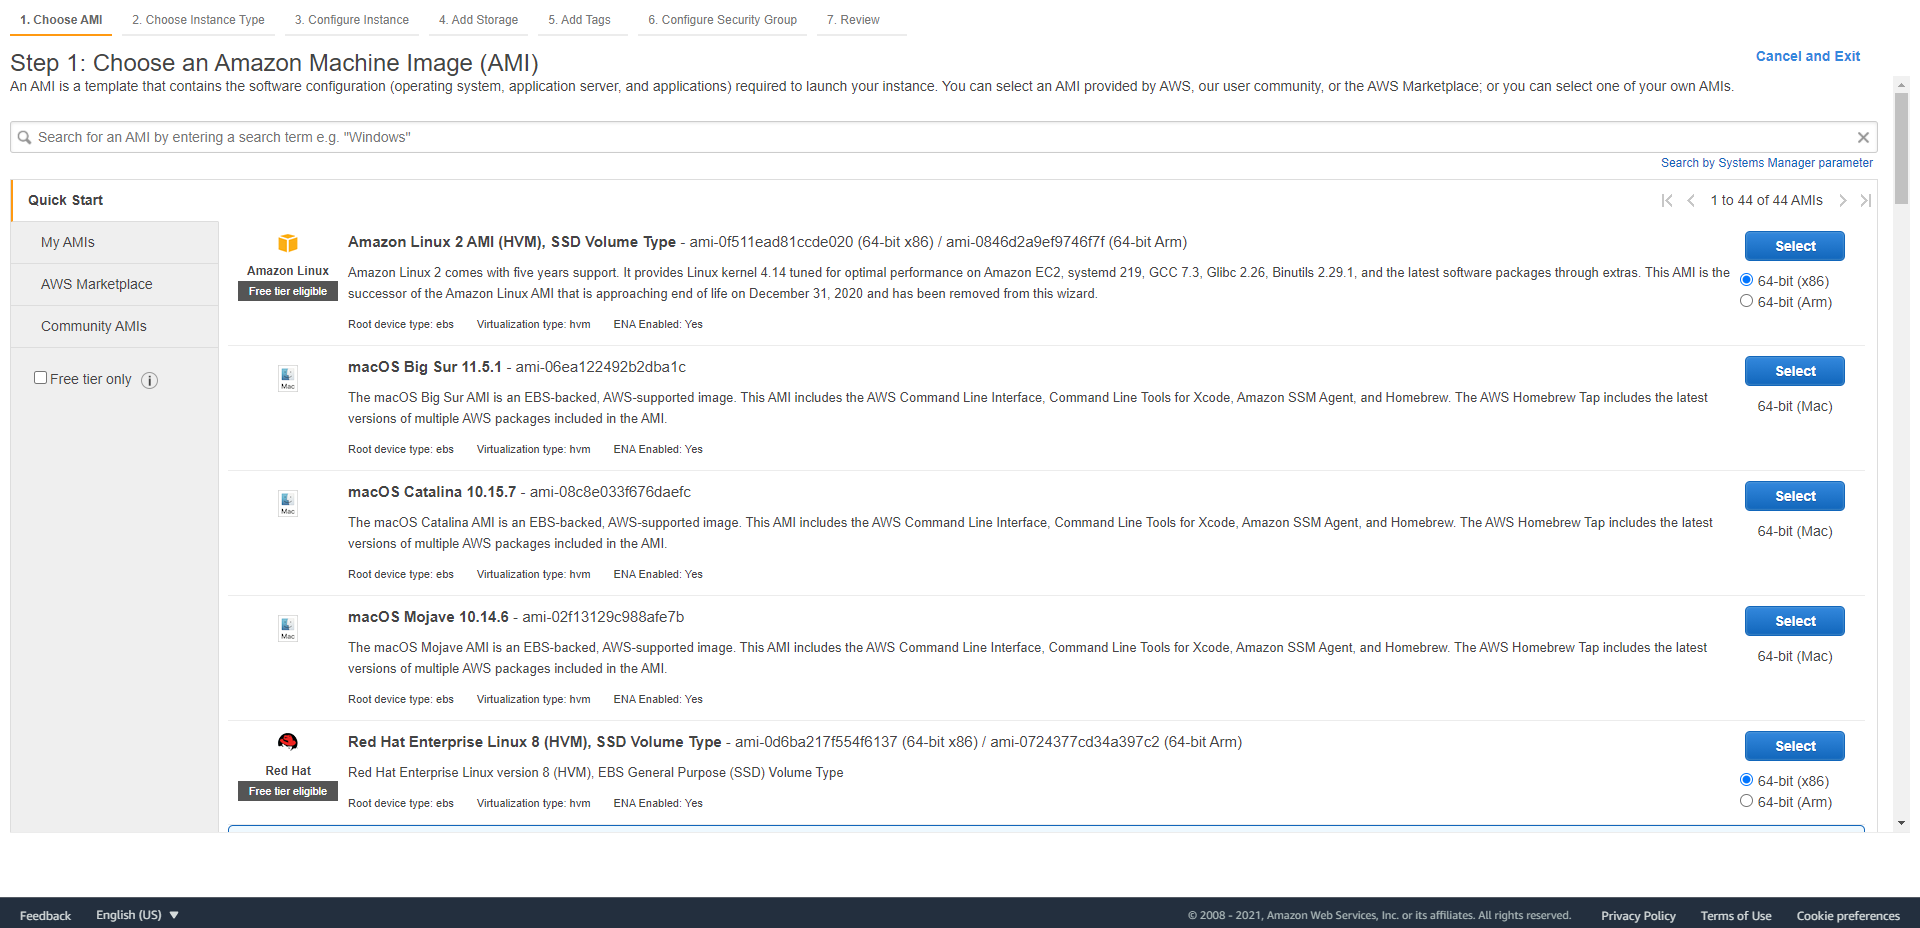 1. Choose AMI 2. Choose Instance Type 3. Configure Instance 4. Add Storage 5. Add Tags 6. Configure Security Group 7. Review
Step 1: Choose an Amazon Machine Image (AMI)
Cancel and Exit
An AMI is a template that contains the software configuration (operating system, application server, and applications) required to launch your instance. You can select an AMI provided by AWS, our user community, or the AWS Marketplace; or you can select one of your own AMIs.
Search for an AMI by entering a search term e.g. "Windows"
Search by Systems Manager parameter
Quick Start
1 to 44 of 44 AMIs
My AMIs
AWS Marketplace
Community AMIs
Free tier only
Amazon Linux
Free tier eligible
Amazon Linux 2 AMI (HVM), SSD Volume Type - ami-0f511ead81ccde020 (64-bit x86) / ami-0846d2a9ef9746f7f (64-bit Arm)
Amazon Linux 2 comes with five years support. It provides Linux kernel 4.14 tuned for optimal performance on Amazon EC2, systemd 219, GCC 7.3, Glibc 2.26, Binutils 2.29.1, and the latest software packages through extras. This AMI is the
successor of the Amazon Linux AMI that is approaching end of life on December 31, 2020 and has been removed from this wizard.
Root device type: ebs Virtualization type: hvm ENA Enabled: Yes
Select
64-bit (x86)
64-bit (Arm)
Mac
macOS Big Sur 11.5.1 - ami-06ea122492b2dba1c
The macOS Big Sur AMI is an EBS-backed, AWS-supported image. This AMI includes the AWS Command Line Interface, Command Line Tools for Xcode, Amazon SSM Agent, and Homebrew. The AWS Homebrew Tap includes the latest
versions of multiple AWS packages included in the AMI.
Root device type: ebs Virtualization type: hvm ENA Enabled: Yes
Select
64-bit (Mac)
Mac
macOS Catalina 10.15.7 - ami-08c8e033f676daefc
The macOS Catalina AMI is an EBS-backed, AWS-supported image. This AMI includes the AWS Command Line Interface, Command Line Tools for Xcode, Amazon SSM Agent, and Homebrew. The AWS Homebrew Tap includes the latest
versions of multiple AWS packages included in the AMI.
Root device type: ebs Virtualization type: hvm ENA Enabled: Yes
Select
64-bit (Mac)
Mac
macOS Mojave 10.14.6 - ami-02f13129c988afe7b
The macOS Mojave AMI is an EBS-backed, AWS-supported image. This AMI includes the AWS Command Line Interface, Command Line Tools for Xcode, Amazon SSM Agent, and Homebrew. The AWS Homebrew Tap includes the latest
versions of multiple AWS packages included in the AMI.
Root device type: ebs Virtualization type: hvm ENA Enabled: Yes
Select
64-bit (Mac)
Red Hat
Free tier eligible
Red Hat Enterprise Linux 8 (HVM), SSD Volume Type - ami-0d6ba217f554f6137 (64-bit x86) / ami-0724377cd34a397c2 (64-bit Arm)
Red Hat Enterprise Linux version 8 (HVM), EBS General Purpose (SSD) Volume Type
Root device type: ebs Virtualization type: hvm ENA Enabled: Yes
Select
64-bit (x86)
64-bit (Arm)
Feedback English (US) © 2008 - 2021, Amazon Web Services, Inc. or its affiliates. All rights reserved. Privacy Policy Terms of Use Cookie preferences